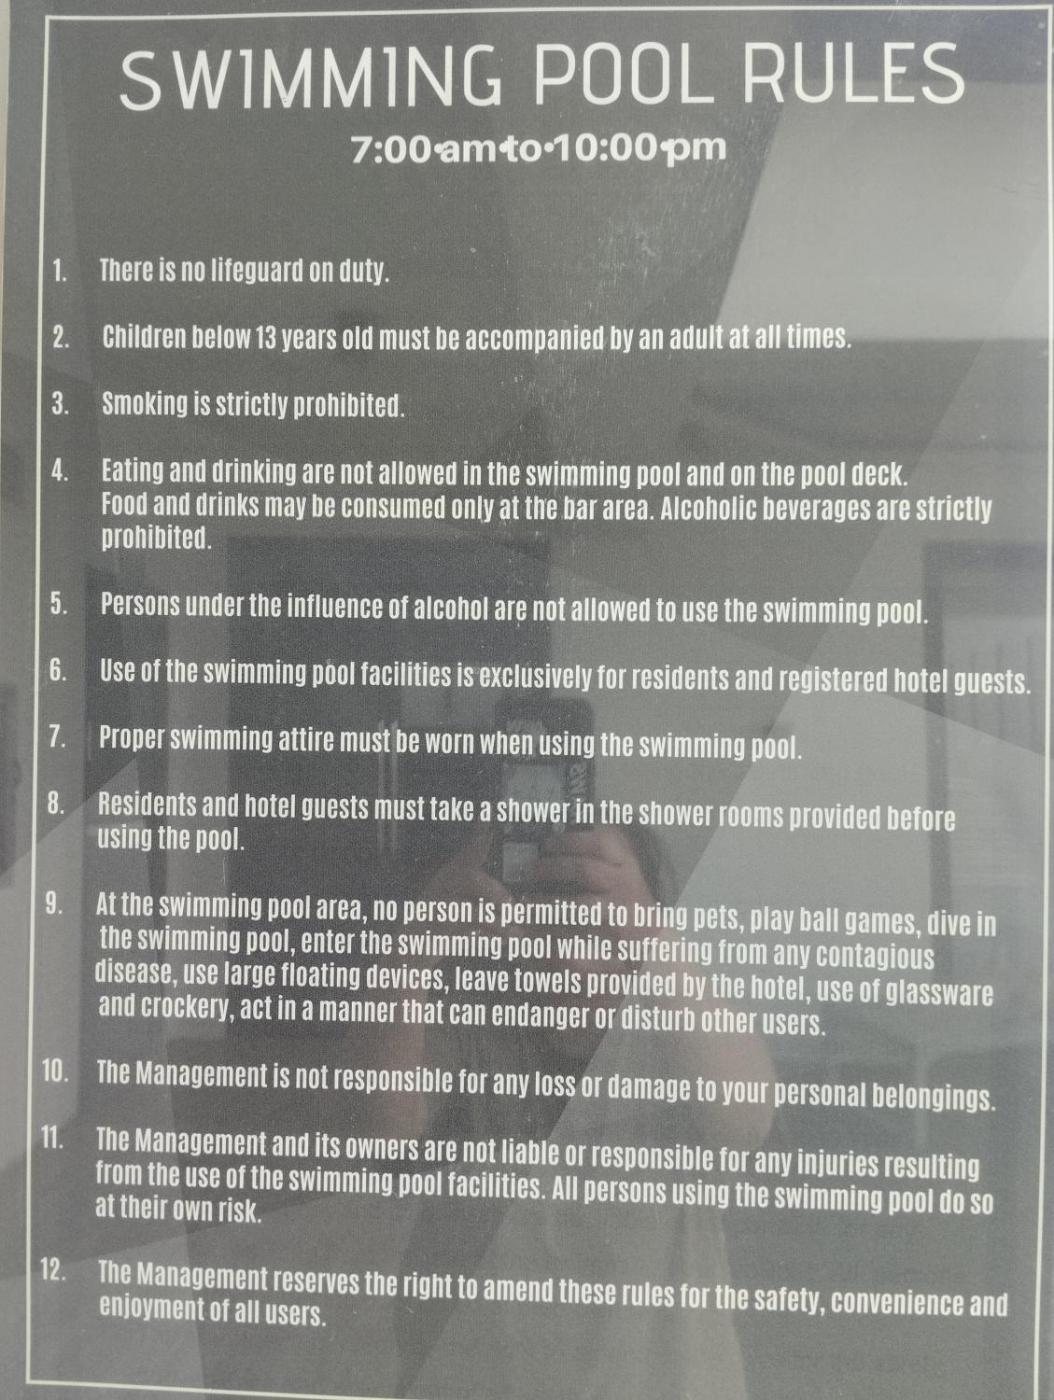 SWIMMING POOL RULES
7:00•am•to•10:00•pm
1. There is no lifeguard on duty.
2. Children below 13 years old must be accompanied by an adult at all times.
3. Smoking is strictly prohibited.
4. Eating and drinking are not allowed in the swimming pool and on the pool deck.
Food and drinks may be consumed only at the bar area. Alcoholic beverages are strictly
prohibited.
5. Persons under the influence of alcohol are not allowed to use the swimming pool.
6. Use of the swimming pool facilities is exclusively for residents and registered hotel guests.
7. Proper swimming attire must be worn when using the swimming pool.
8. Residents and hotel guests must take a shower in the shower rooms provided before
using the pool.
9. At the swimming pool area, no person is permitted to bring pets, play ball games, dive in
the swimming pool, enter the swimming pool while suffering from any contagious
disease, use large floating devices, leave towels provided by the hotel, use of glassware
and crockery, act in a manner that can endanger or disturb other users.
10. The Management is not responsible for any loss or damage to your personal belongings.
11. The Management and its owners are not liable or responsible for any injuries resulting
from the use of the swimming pool facilities. All persons using the swimming pool do so
at their own risk.
12. The Management reserves the right to amend these rules for the safety, convenience and
enjoyment of all users.